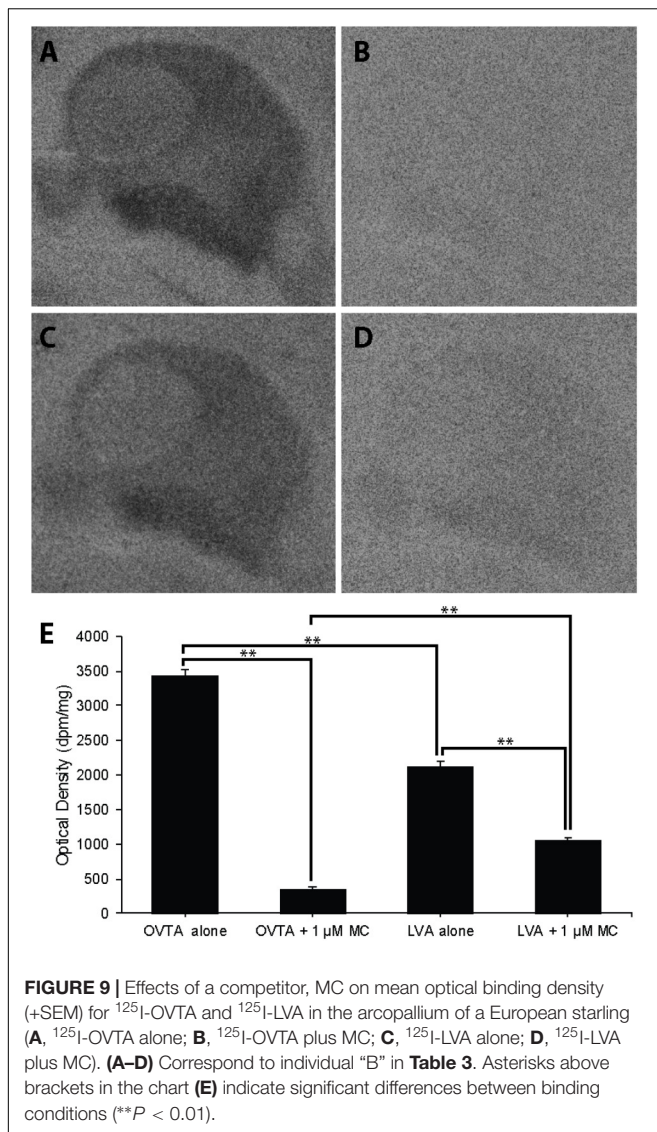 A
B
C
D
E
**
**
**
**
4000
3500
3000
2500
2000
1500
1000
500
0
Optical Density (dpm/mg)
OVTA alone
OVTA + 1 µM MC
LVA alone
LVA + 1 µM MC
FIGURE 9 | Effects of a competitor, MC on mean optical binding density
(+SEM) for ¹²⁵I-OVTA and ¹²⁵I-LVA in the arcopallium of a European starling
(A, ¹²⁵I-OVTA alone; B, ¹²⁵I-OVTA plus MC; C, ¹²⁵I-LVA alone; D, ¹²⁵I-LVA
plus MC). (A–D) Correspond to individual “B” in Table 3. Asterisks above
brackets in the chart (E) indicate significant differences between binding
conditions (**P < 0.01).